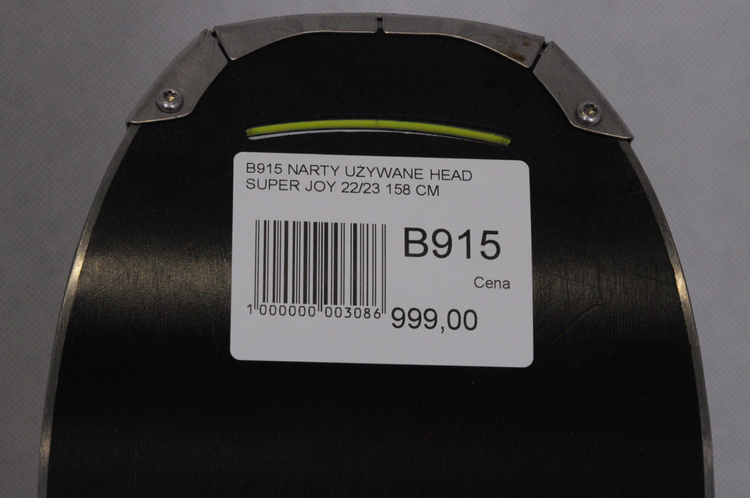 B915 NARTY UŻYWANE HEAD
SUPER JOY 22/23 158 CM
B915
Cena
1 000000 003086
999,00